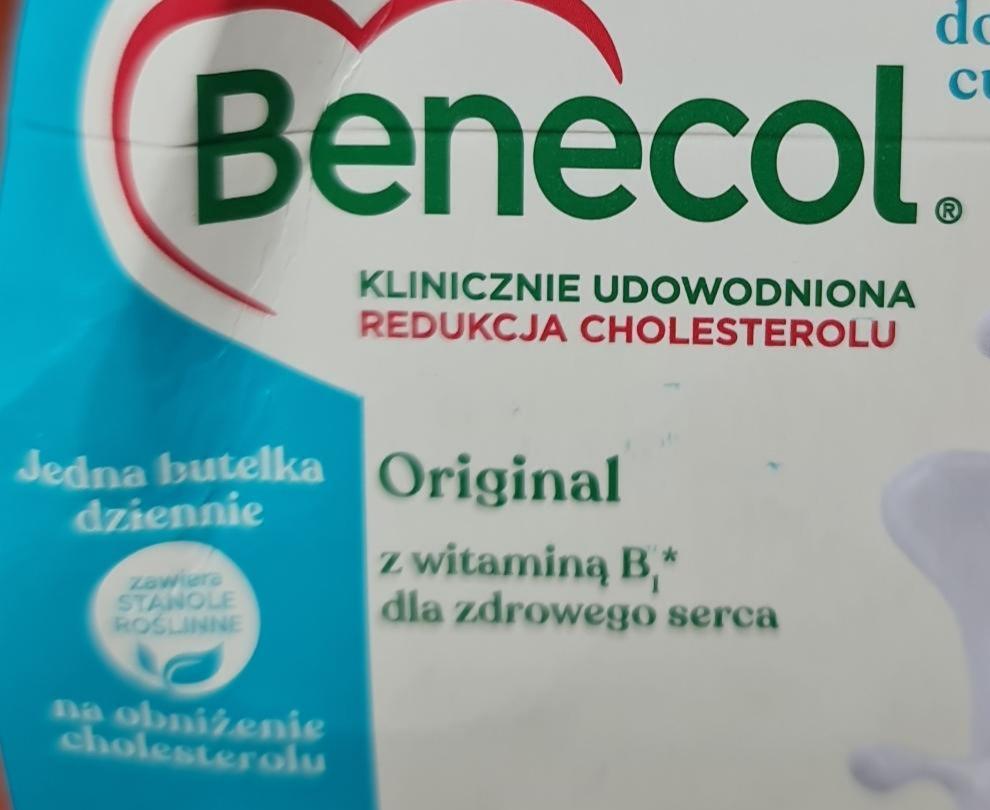 Benecol®
KLINICZNIE UDOWODNIONA
REDUKCJA CHOLESTEROLU
Original
z witaminą B₁*
dla zdrowego serca
Jedna butelka
dziennie
zawiera
STANOLE
ROŚLINNE
na obniżenie
cholesterolu